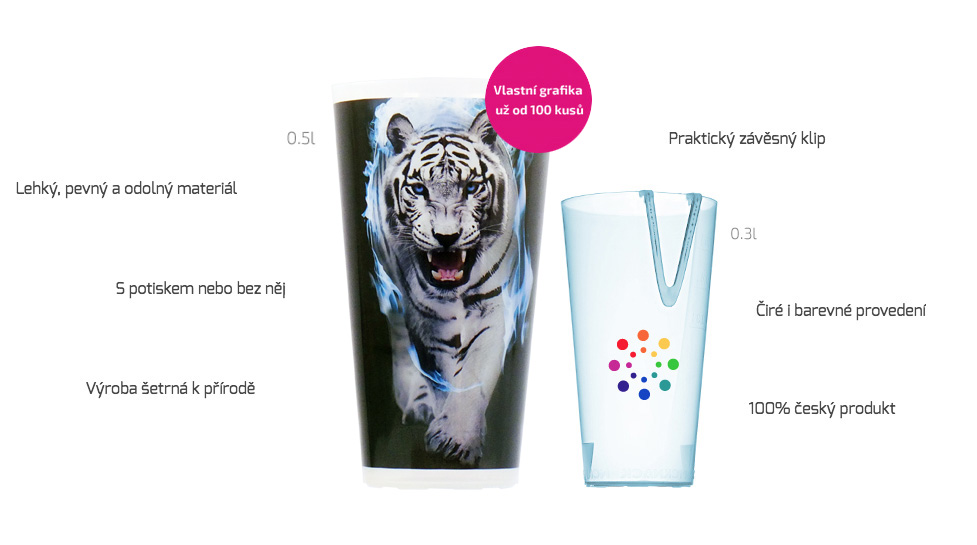 Vlastní grafika
už od 100 kusů
0.5l
Praktický závěsný klip
Lehký, pevný a odolný materiál
0.3l
S potiskem nebo bez něj
Čiré i barevné provedení
Výroba šetrná k přírodě
100% český produkt